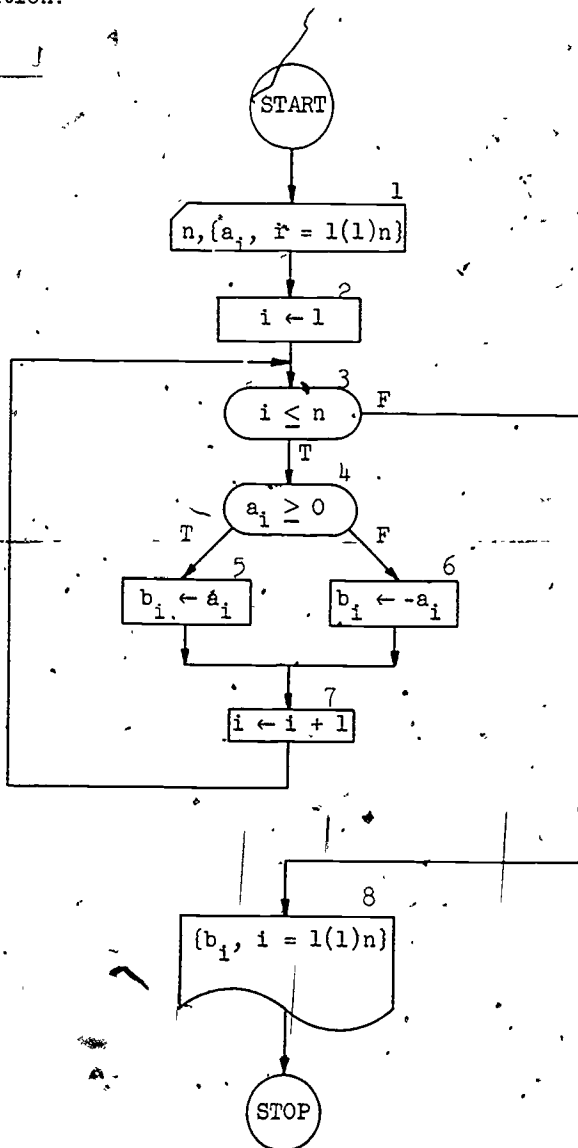 START
1
n,{a_i, i = 1(1)n}
2
i ← 1
3
i ≤ n
F
T
4
a_i ≥ 0
T
F
5
b_i ← a_i
6
b_i ← -a_i
7
i ← i + 1
8
{b_i, i = 1(1)n}
STOP